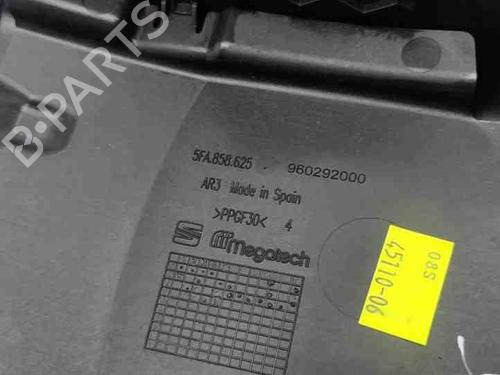 B-PARTS
5FA.858.625 . 960292000
AR3 Made in Spain
>PPGF30< 4
Megatech
08S
45110-06